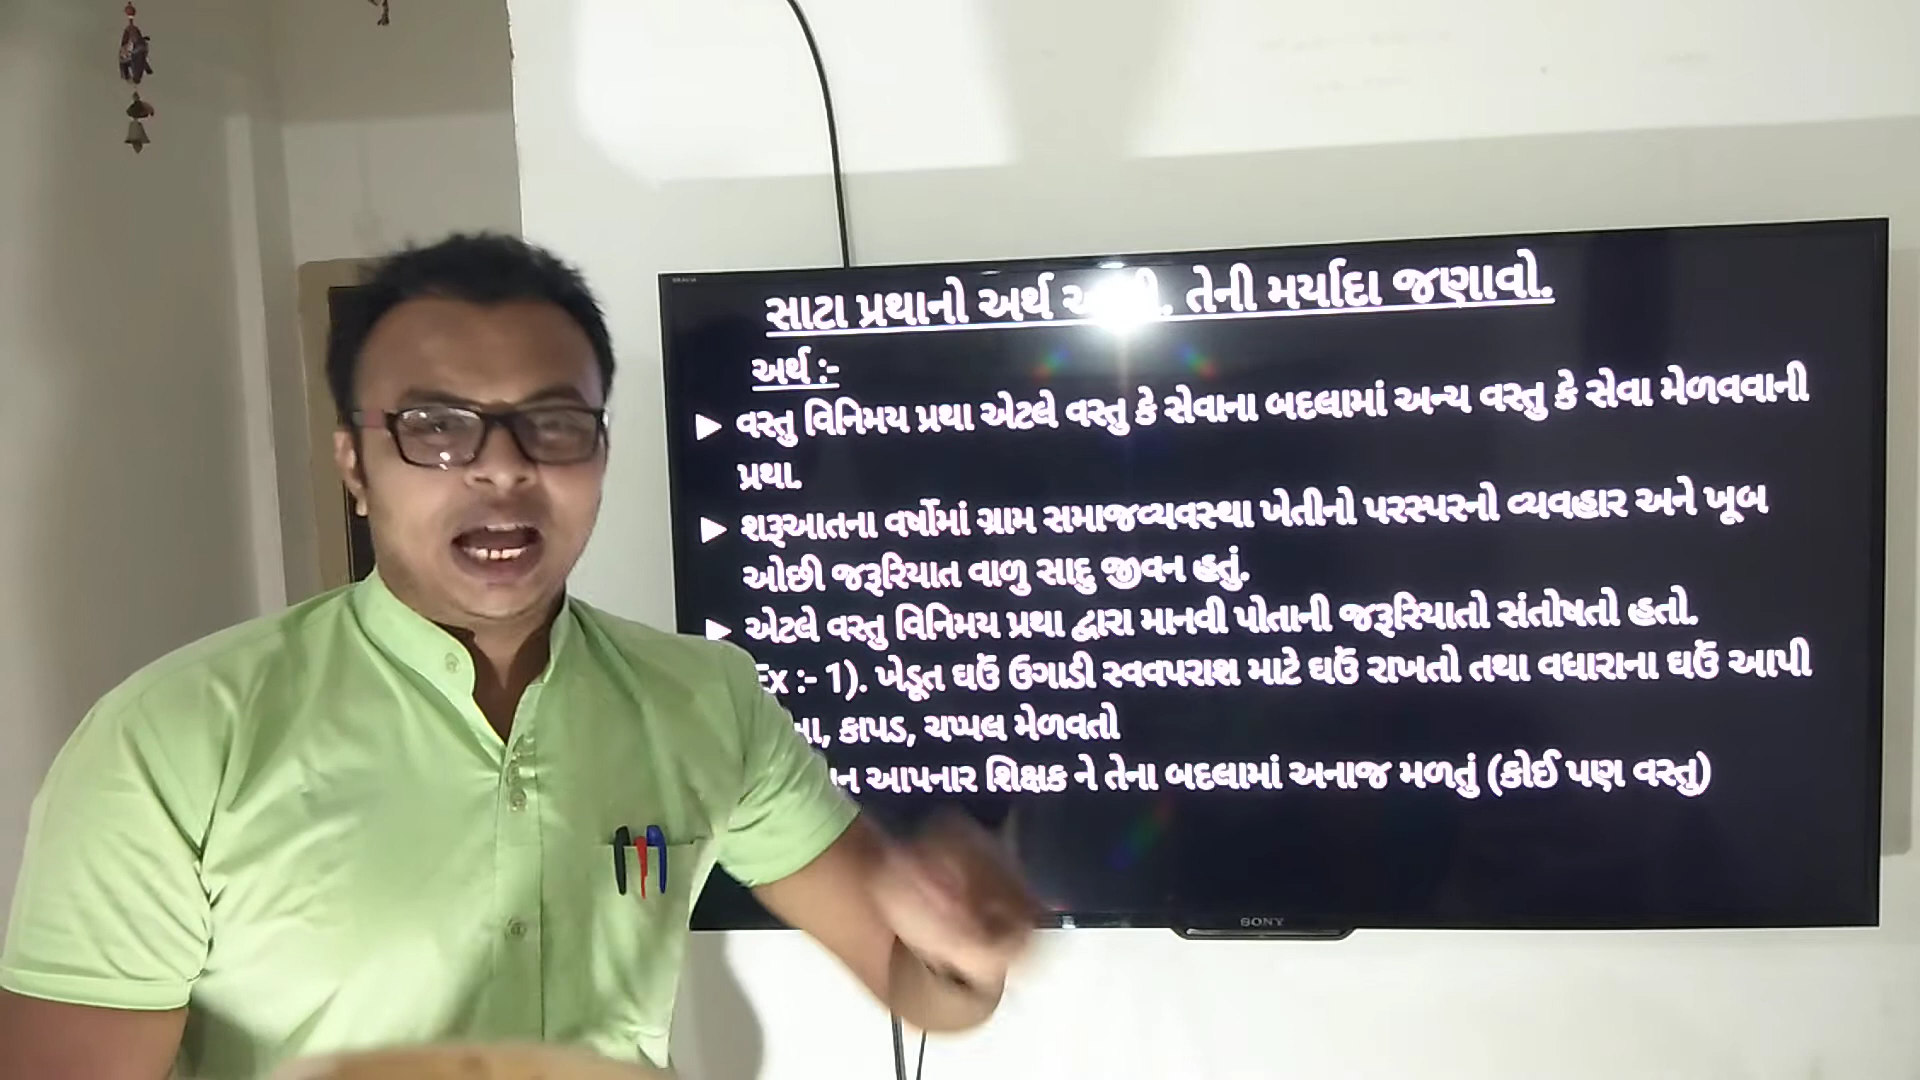 સાટા પ્રથાનો અર્થ તેની મર્યાદા જણાવો.
અર્થ :-
► વસ્તુ વિનિમય પ્રથા એટલે વસ્તુ કે સેવાના બદલામાં અન્ય વસ્તુ કે સેવા મેળવવાની
પ્રથા.
► શરૂઆતના વર્ષોમાં ગ્રામ સમાજવ્યવસ્થા ખેતીનો પરસ્પરનો વ્યવહાર અને ખૂબ
ઓછી જરૂરિયાત વાળુ સાદુ જીવન હતું.
► એટલે વસ્તુ વિનિમય પ્રથા દ્વારા માનવી પોતાની જરૂરિયાતો સંતોષતો હતો.
Ex :- 1). ખેડૂત ઘઉં ઉગાડી સ્વવપરાશ માટે ઘઉં રાખતો તથા વધારાના ઘઉં આપી
કાપડ, ચપ્પલ મેળવતો
આપનાર શિક્ષક ને તેના બદલામાં અનાજ મળતું (કોઈ પણ વસ્તુ)
SONY